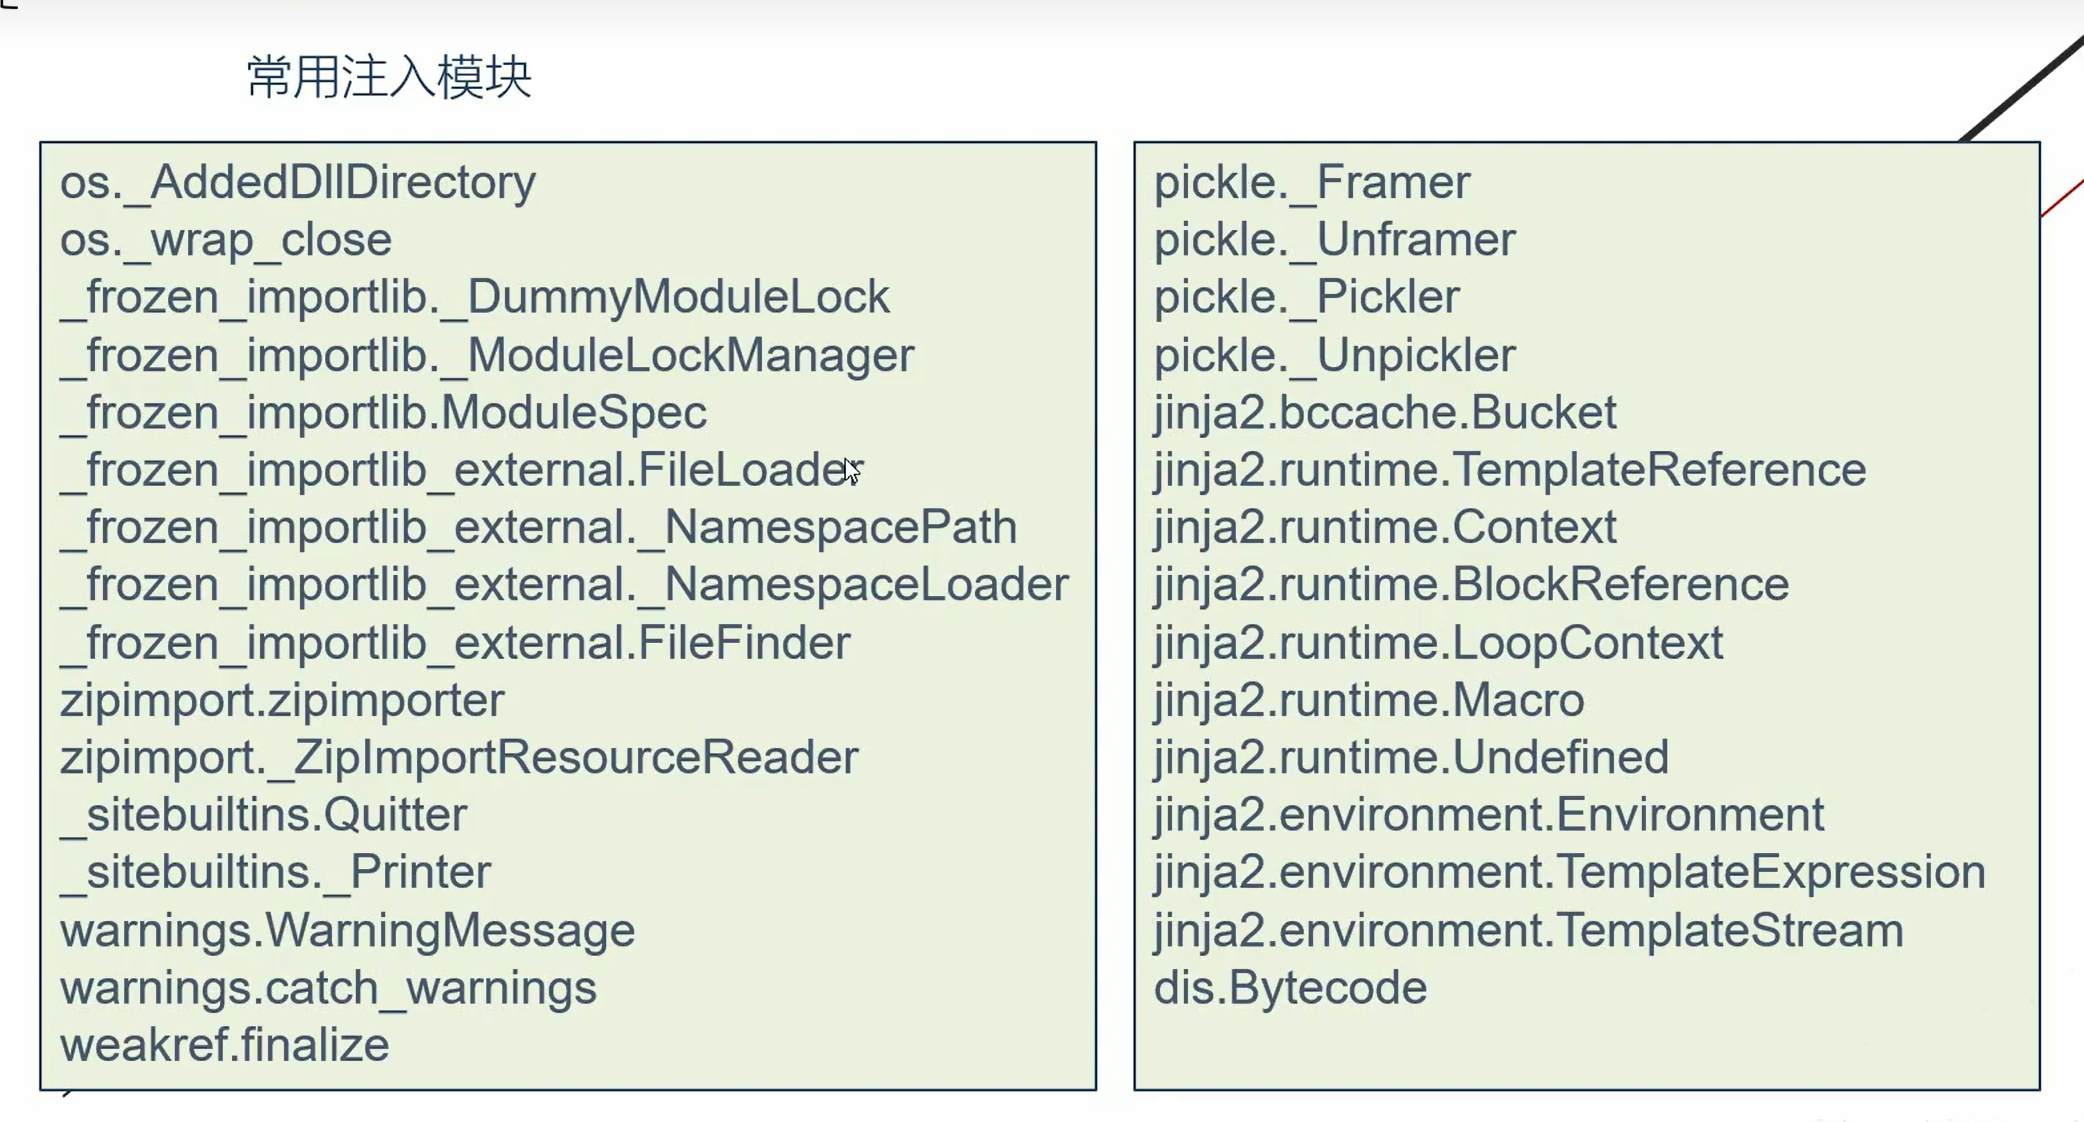 常用注入模块
os._AddedDllDirectory
os._wrap_close
_frozen_importlib._DummyModuleLock
_frozen_importlib._ModuleLockManager
_frozen_importlib.ModuleSpec
_frozen_importlib_external.FileLoader
_frozen_importlib_external._NamespacePath
_frozen_importlib_external._NamespaceLoader
_frozen_importlib_external.FileFinder
zipimport.zipimporter
zipimport._ZipImportResourceReader
_sitebuiltins.Quitter
_sitebuiltins._Printer
warnings.WarningMessage
warnings.catch_warnings
weakref.finalize
pickle._Framer
pickle._Unframer
pickle._Pickler
pickle._Unpickler
jinja2.bccache.Bucket
jinja2.runtime.TemplateReference
jinja2.runtime.Context
jinja2.runtime.BlockReference
jinja2.runtime.LoopContext
jinja2.runtime.Macro
jinja2.runtime.Undefined
jinja2.environment.Environment
jinja2.environment.TemplateExpression
jinja2.environment.TemplateStream
dis.Bytecode